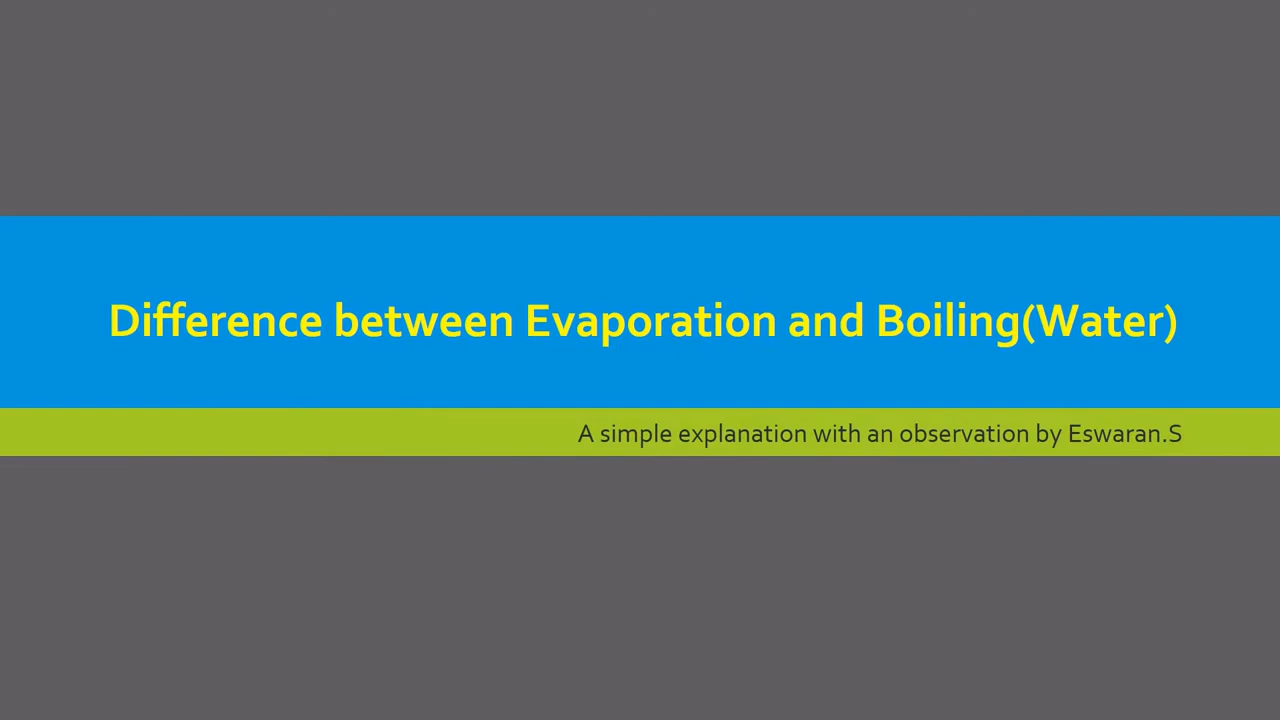 Difference between Evaporation and Boiling(Water)
A simple explanation with an observation by Eswaran.S